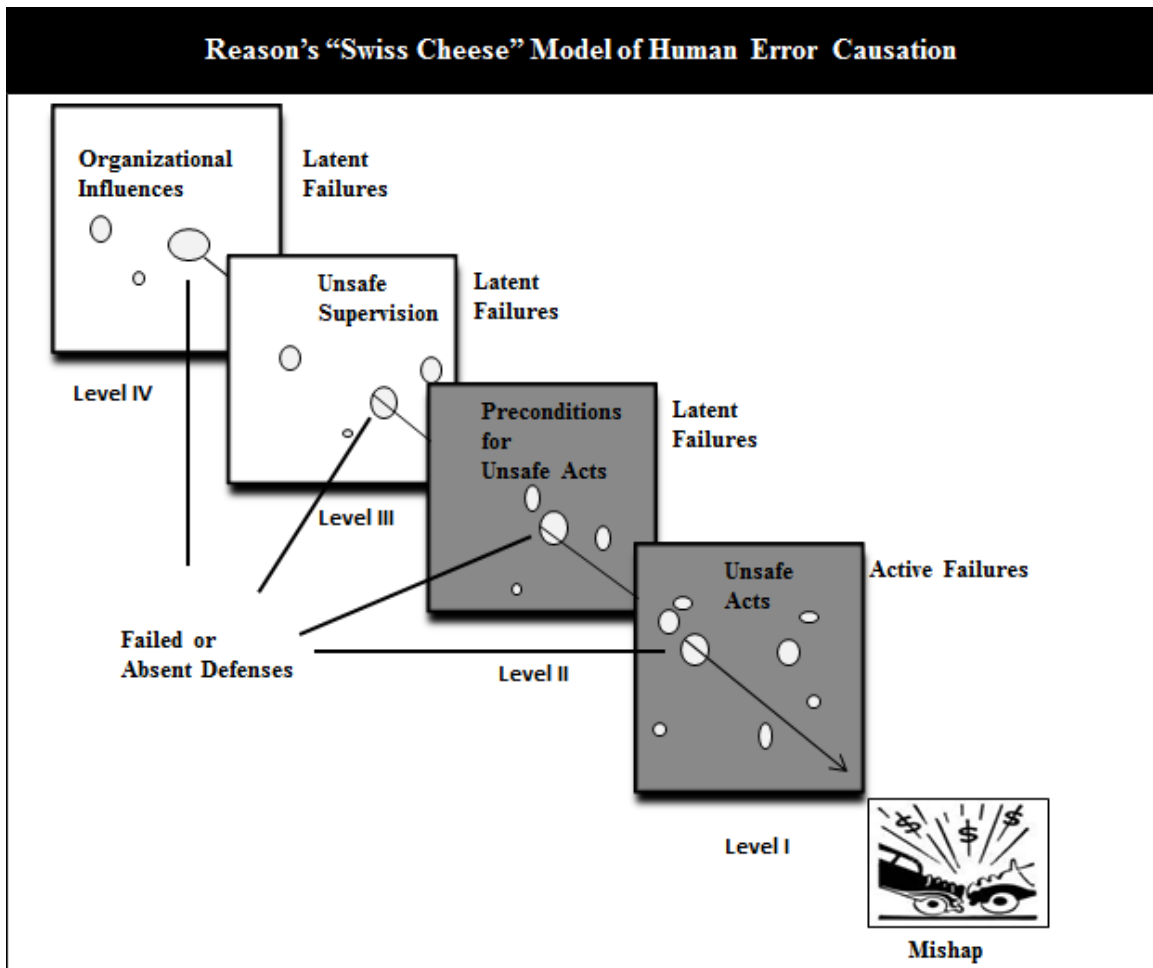 Reason’s “Swiss Cheese” Model of Human Error Causation
Organizational
Influences
Latent
Failures
Level IV
Unsafe
Supervision
Latent
Failures
Level III
Preconditions
for
Unsafe Acts
Latent
Failures
Level II
Unsafe
Acts
Active Failures
Level I
Failed or
Absent Defenses
$ $ $
Mishap